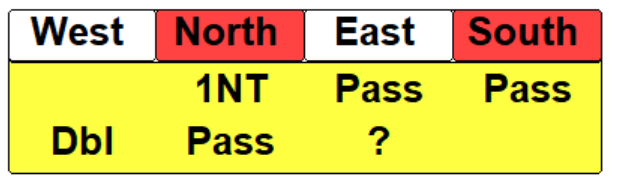 West North East South
1NT Pass Pass
Dbl Pass ?